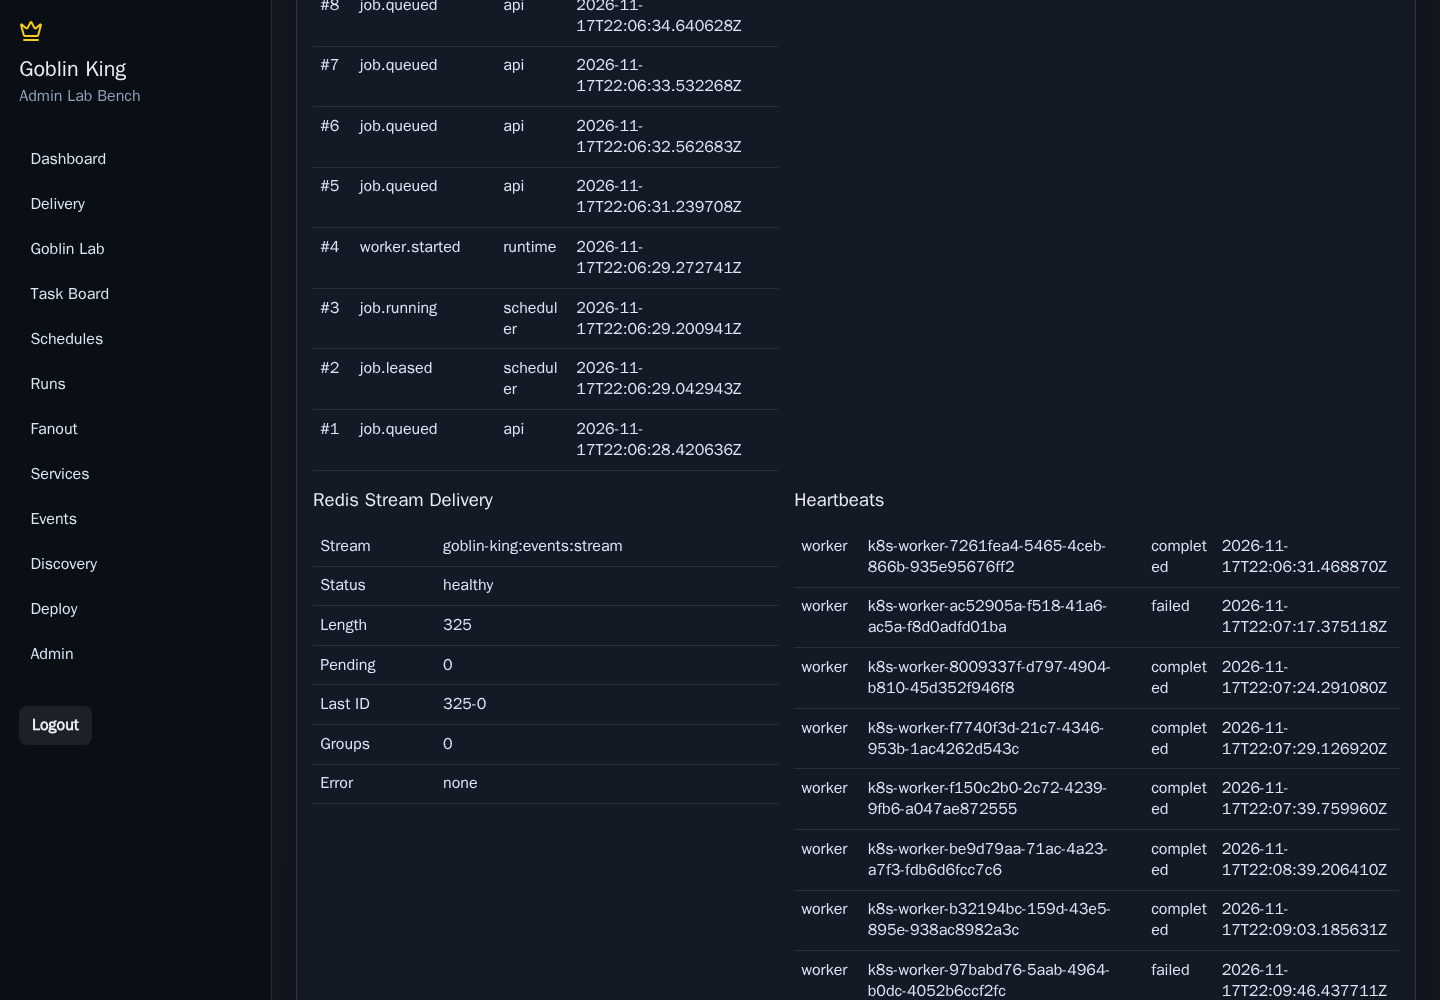 Goblin King
Admin Lab Bench
Dashboard
Delivery
Goblin Lab
Task Board
Schedules
Runs
Fanout
Services
Events
Discovery
Deploy
Admin
Logout
#8 job.queued api 2026-11-
17T22:06:34.640628Z
#7 job.queued api 2026-11-
17T22:06:33.532268Z
#6 job.queued api 2026-11-
17T22:06:32.562683Z
#5 job.queued api 2026-11-
17T22:06:31.239708Z
#4 worker.started runtime 2026-11-
17T22:06:29.272741Z
#3 job.running schedul 2026-11-
er 17T22:06:29.200941Z
#2 job.leased schedul 2026-11-
er 17T22:06:29.042943Z
#1 job.queued api 2026-11-
17T22:06:28.420636Z
Redis Stream Delivery
Stream goblin-king:events:stream
Status healthy
Length 325
Pending 0
Last ID 325-0
Groups 0
Error none
Heartbeats
worker k8s-worker-7261fea4-5465-4ceb- complet 2026-11-
866b-935e95676ff2 ed 17T22:06:31.468870Z
worker k8s-worker-ac52905a-f518-41a6- failed 2026-11-
ac5a-f8d0adfd01ba 17T22:07:17.375118Z
worker k8s-worker-8009337f-d797-4904- complet 2026-11-
b810-45d352f946f8 ed 17T22:07:24.291080Z
worker k8s-worker-f7740f3d-21c7-4346- complet 2026-11-
953b-1ac4262d543c ed 17T22:07:29.126920Z
worker k8s-worker-f150c2b0-2c72-4239- complet 2026-11-
9fb6-a047ae872555 ed 17T22:07:39.759960Z
worker k8s-worker-be9d79aa-71ac-4a23- complet 2026-11-
a7f3-fdb6d6fcc7c6 ed 17T22:08:39.206410Z
worker k8s-worker-b32194bc-159d-43e5- complet 2026-11-
895e-938ac8982a3c ed 17T22:09:03.185631Z
worker k8s-worker-97babd76-5aab-4964- failed 2026-11-
b0dc-4052b6ccf2fc 17T22:09:46.437711Z